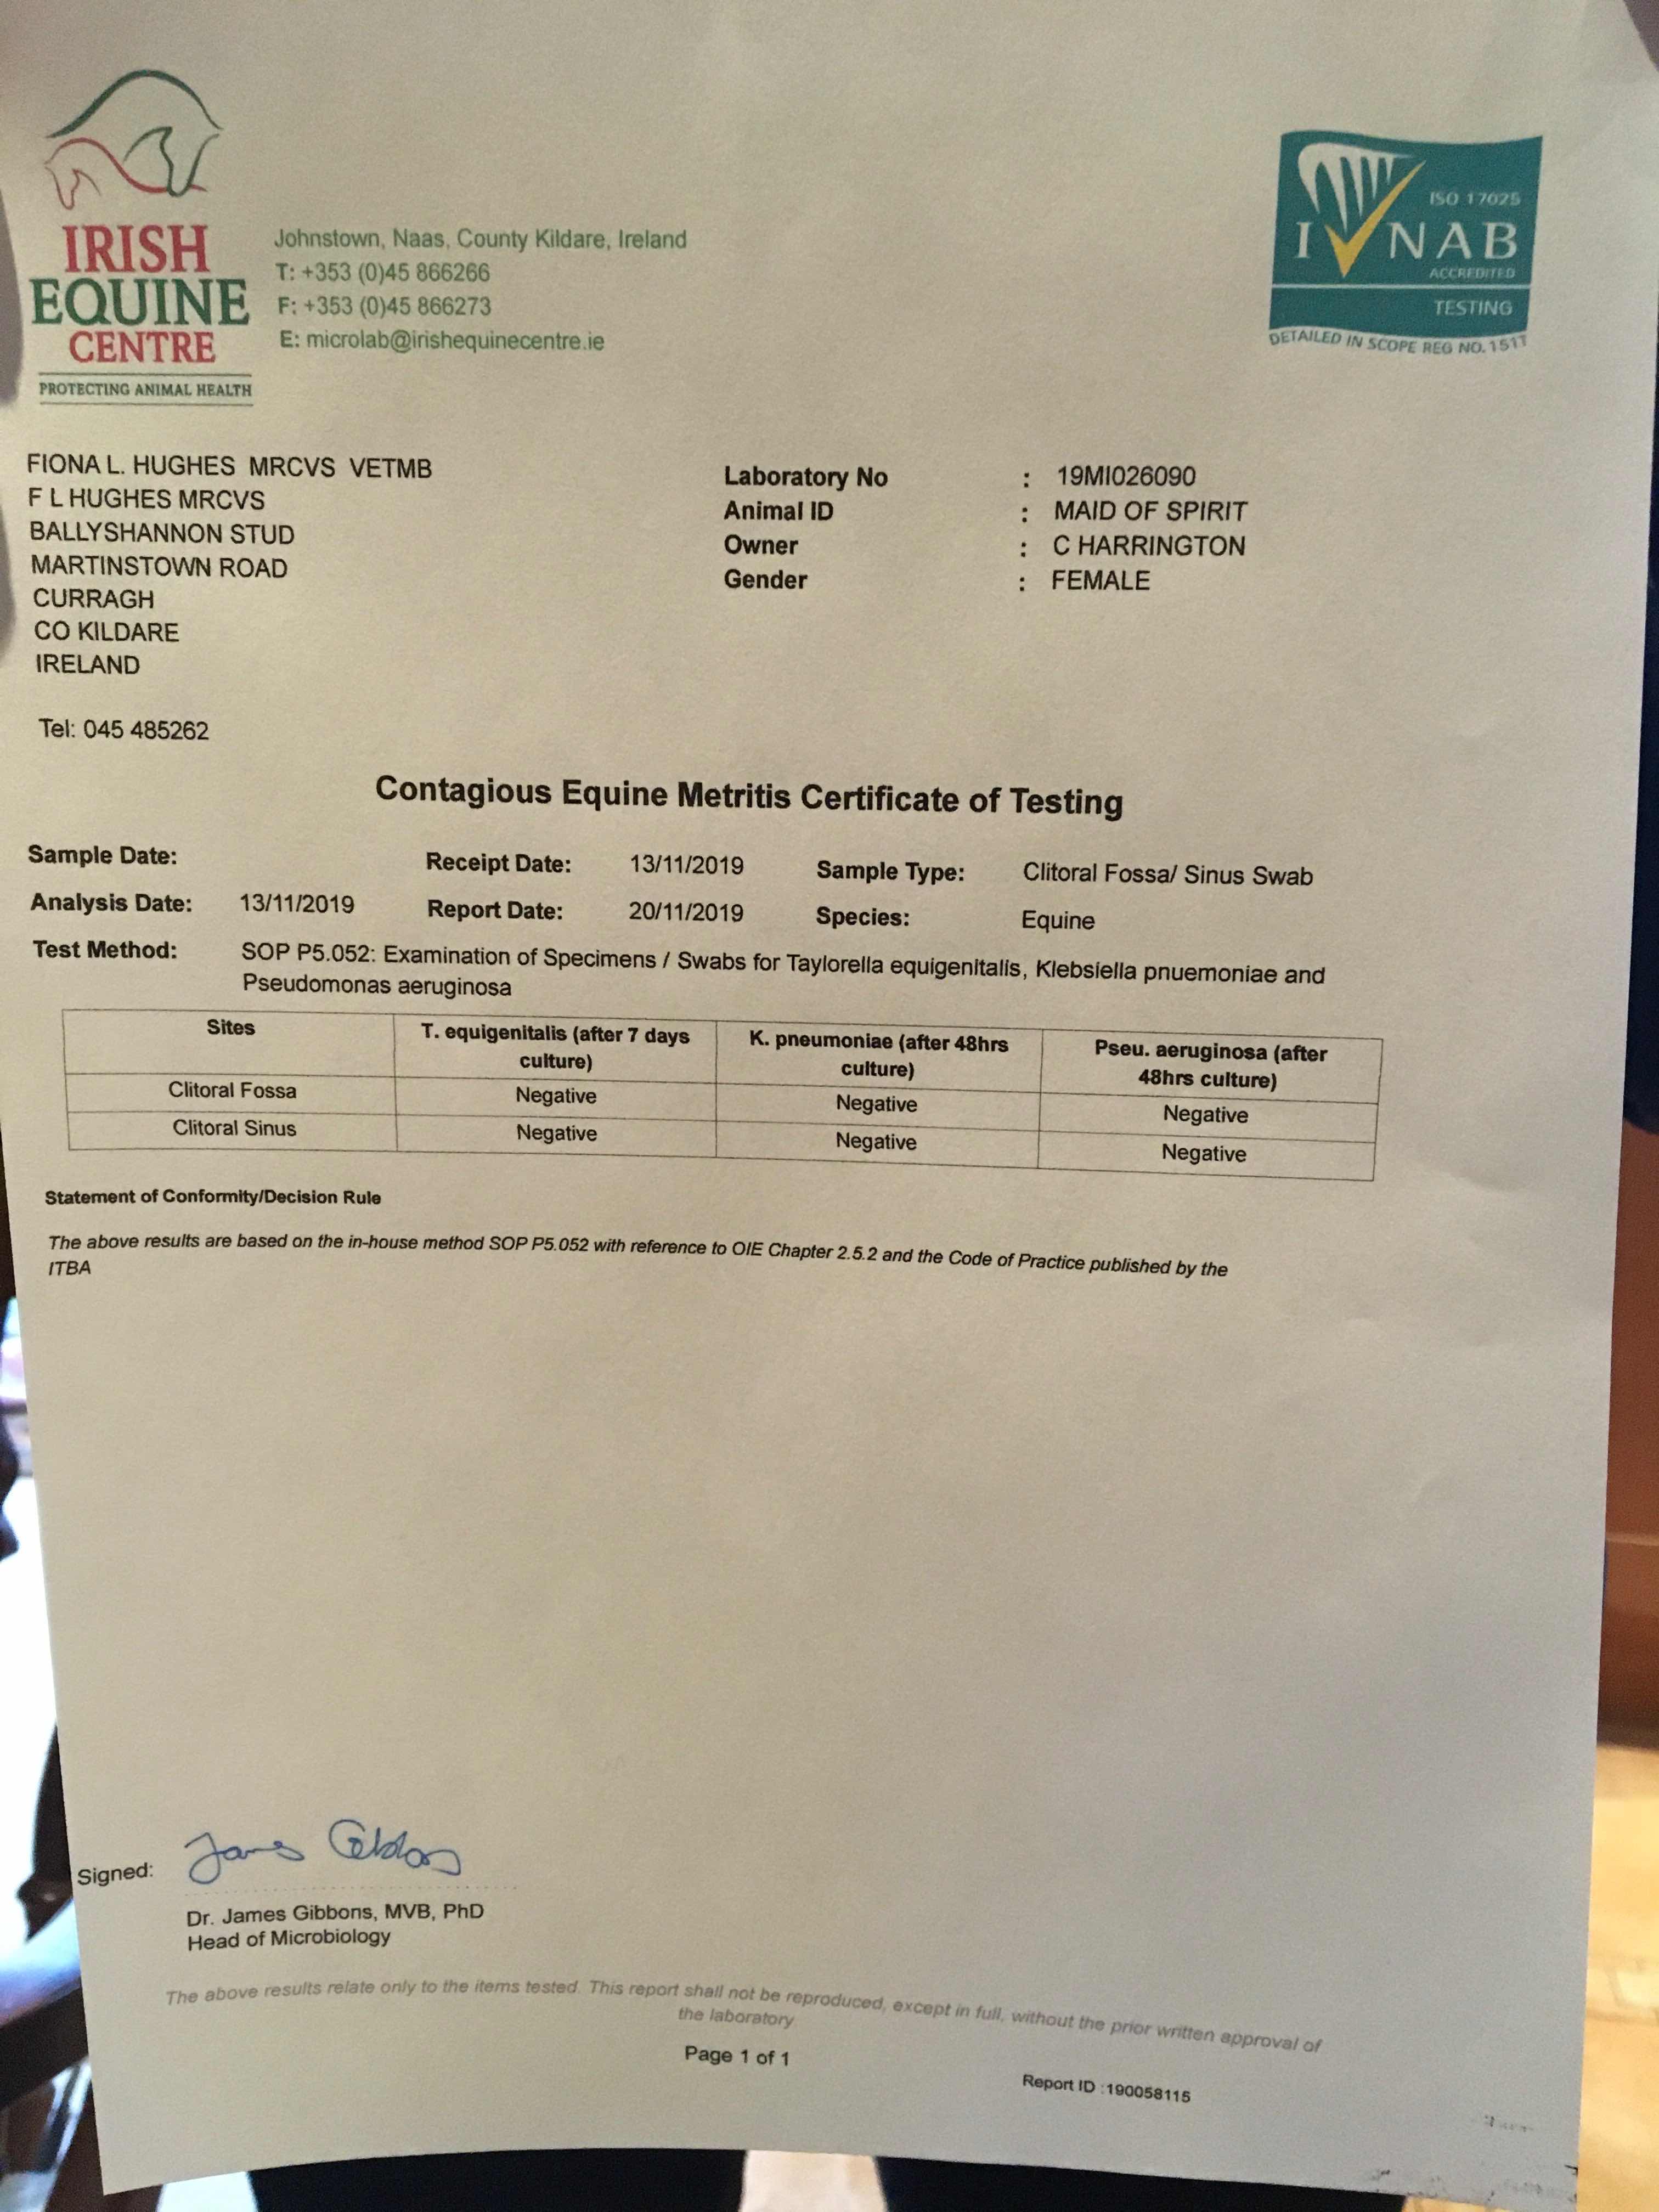 IRISH
EQUINE
CENTRE
PROTECTING ANIMAL HEALTH
Johnstown, Naas, County Kildare, Ireland
T: +353 (0)45 866266
F: +353 (0)45 866273
E: microlab@irishequinecentre.ie
ISO 17025
INAB
ACCREDITED
TESTING
DETAILED IN SCOPE REG NO. 151T
FIONA L. HUGHES MRCVS VETMB
F L HUGHES MRCVS
BALLYSHANNON STUD
MARTINSTOWN ROAD
CURRAGH
CO KILDARE
IRELAND
Tel: 045 485262
Laboratory No : 19MI026090
Animal ID : MAID OF SPIRIT
Owner : C HARRINGTON
Gender : FEMALE
Contagious Equine Metritis Certificate of Testing
Sample Date: Receipt Date: 13/11/2019 Sample Type: Clitoral Fossa/ Sinus Swab
Analysis Date: 13/11/2019 Report Date: 20/11/2019 Species: Equine
Test Method: SOP P5.052: Examination of Specimens / Swabs for Taylorella equigenitalis, Klebsiella pnuemoniae and
Pseudomonas aeruginosa
Sites T. equigenitalis (after 7 days K. pneumoniae (after 48hrs Pseu. aeruginosa (after
culture) culture) 48hrs culture)
Clitoral Fossa Negative Negative Negative
Clitoral Sinus Negative Negative Negative
Statement of Conformity/Decision Rule
The above results are based on the in-house method SOP P5.052 with reference to OIE Chapter 2.5.2 and the Code of Practice published by the
ITBA
Signed: James Gibbons
Dr. James Gibbons, MVB, PhD
Head of Microbiology
The above results relate only to the items tested. This report shall not be reproduced, except in full, without the prior written approval of
the laboratory
Page 1 of 1
Report ID :190058115